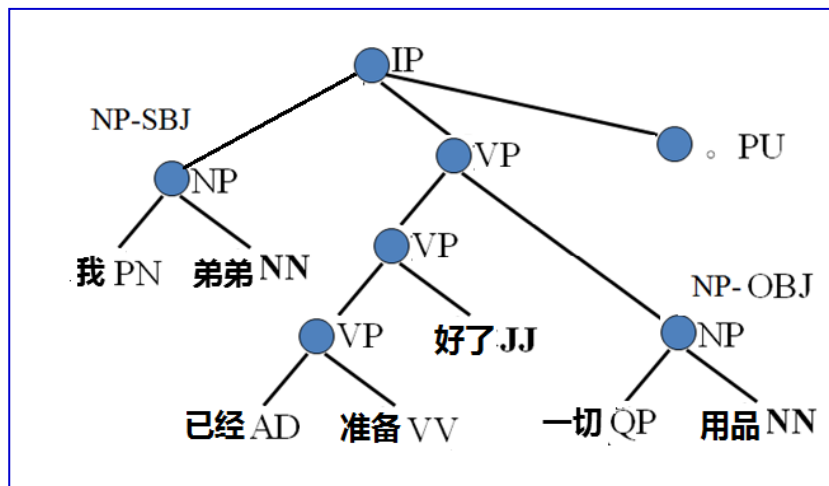 IP
NP-SBJ
VP
。PU
NP
我 PN
弟弟 NN
VP
NP-OBJ
VP
好了 JJ
NP
已经 AD
准备 VV
一切 QP
用品 NN